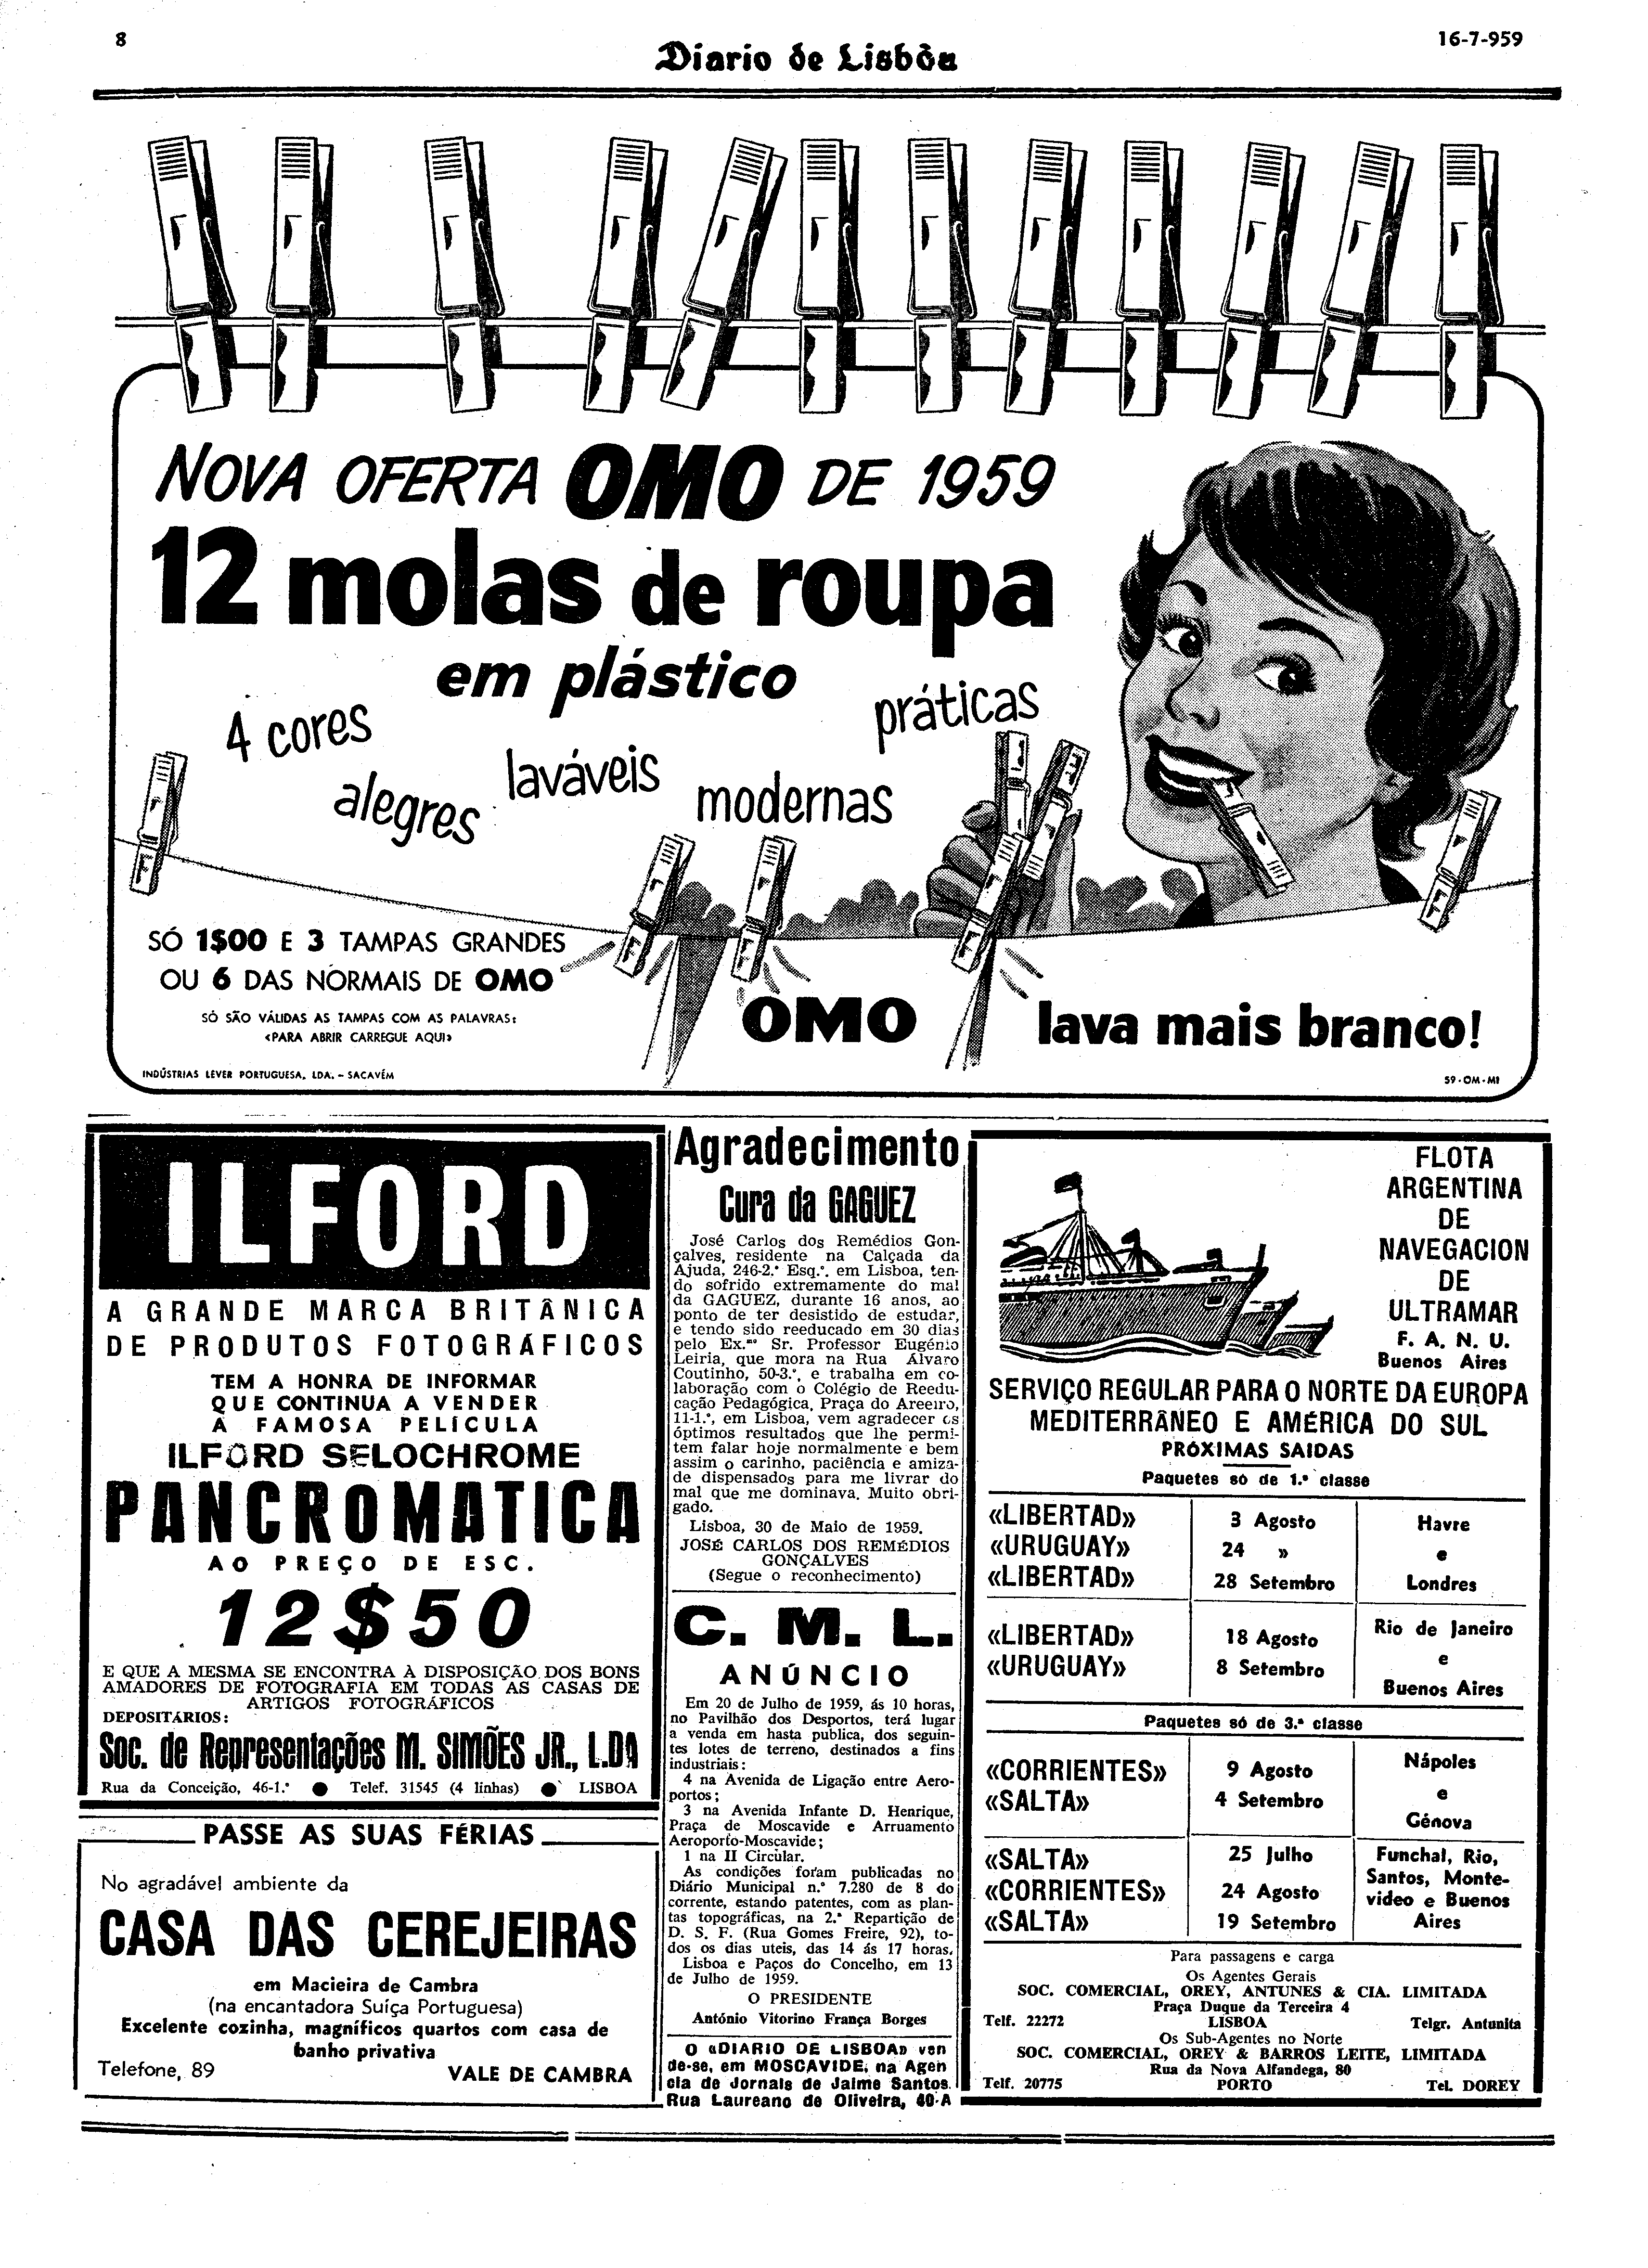 8
Diario de Lisbôa
16-7-959
NOVA OFERTA OMO DE 1959
12 molas de roupa
em plástico
4 cores
alegres
laváveis
modernas
práticas
SÓ 1$00 E 3 TAMPAS GRANDES
OU 6 DAS NORMAIS DE OMO
SÓ SÃO VÁLIDAS AS TAMPAS COM AS PALAVRAS:
«PARA ABRIR CARREGUE AQUI»
OMO lava mais branco!
INDÚSTRIAS LEVER PORTUGUESA, LDA. – SACAVÉM
59-OM-M1
ILFORD
A GRANDE MARCA BRITÂNICA
DE PRODUTOS FOTOGRÁFICOS
TEM A HONRA DE INFORMAR
QUE CONTINUA A VENDER
A FAMOSA PELÍCULA
ILFORD SELOCHROME
PANCROMATICA
AO PREÇO DE ESC.
12$50
E QUE A MESMA SE ENCONTRA À DISPOSIÇÃO DOS BONS
AMADORES DE FOTOGRAFIA EM TODAS AS CASAS DE
ARTIGOS FOTOGRÁFICOS
DEPOSITÁRIOS:
Soc. de Representações M. SIMÕES JR., L.DA
Rua da Conceição, 46-1.º ● Telef. 31545 (4 linhas) ● LISBOA
PASSE AS SUAS FÉRIAS
No agradável ambiente da
CASA DAS CEREJEIRAS
em Macieira de Cambra
(na encantadora Suíça Portuguesa)
Excelente cozinha, magníficos quartos com casa de
banho privativa
Telefone, 89
VALE DE CAMBRA
Agradecimento
Cura da GAGUEZ
José Carlos dos Remédios Gon-
çalves, residente na Calçada da
Ajuda, 246-2.º Esq.º, em Lisboa, ten-
do sofrido extremamente do mal
da GAGUEZ, durante 16 anos, ao
ponto de ter desistido de estudar,
e tendo sido reeducado em 30 dias
pelo Ex.mo Sr. Professor Eugénio
Leiria, que mora na Rua Álvaro
Coutinho, 50-3.º, e trabalha em co-
laboração com o Colégio de Reedu-
cação Pedagógica, Praça do Areeiro,
11-1.º, em Lisboa, vem agradecer os
óptimos resultados que lhe permi-
tem falar hoje normalmente e bem
assim o carinho, paciência e amiza-
de dispensados para me livrar do
mal que me dominava. Muito obri-
gado.
Lisboa, 30 de Maio de 1959.
JOSÉ CARLOS DOS REMÉDIOS
GONÇALVES
(Segue o reconhecimento)
C. M. L.
ANÚNCIO
Em 20 de Julho de 1959, ás 10 horas,
no Pavilhão dos Desportos, terá lugar
a venda em hasta publica, dos seguin-
tes lotes de terreno, destinados a fins
industriais:
4 na Avenida de Ligação entre Aero-
portos;
3 na Avenida Infante D. Henrique,
Praça de Moscavide e Arruamento
Aeroporto-Moscavide;
1 na II Circular.
As condições foram publicadas no
Diário Municipal n.º 7.280 de 8 do
corrente, estando patentes, com as plan-
tas topográficas, na 2.ª Repartição de
D. S. F. (Rua Gomes Freire, 92), to-
dos os dias uteis, das 14 ás 17 horas.
Lisboa e Paços do Concelho, em 13
de Julho de 1959.
O PRESIDENTE
António Vitorino França Borges
O «DIARIO DE LISBOA» ven
de-se, em MOSCAVIDE, na Agen
cia de Jornais de Jaime Santos.
Rua Laureano de Oliveira, 40-A
FLOTA
ARGENTINA
DE
NAVEGACION
DE
ULTRAMAR
F. A. N. U.
Buenos Aires
SERVIÇO REGULAR PARA O NORTE DA EUROPA
MEDITERRÂNEO E AMÉRICA DO SUL
PRÓXIMAS SAIDAS
Paquetes só de 1.ª classe
«LIBERTAD» 3 Agosto Havre
«URUGUAY» 24 » e
«LIBERTAD» 28 Setembro Londres
«LIBERTAD» 18 Agosto Rio de Janeiro
«URUGUAY» 8 Setembro e
Buenos Aires
Paquetes só de 3.ª classe
«CORRIENTES» 9 Agosto Nápoles
«SALTA» 4 Setembro e
Génova
«SALTA» 25 Julho Funchal, Rio,
Santos, Monte-
«CORRIENTES» 24 Agosto video e Buenos
«SALTA» 19 Setembro Aires
Para passagens e carga
Os Agentes Gerais
SOC. COMERCIAL, OREY, ANTUNES & CIA. LIMITADA
Praça Duque da Terceira 4
Telf. 22272 LISBOA Telgr. Antunita
Os Sub-Agentes no Norte
SOC. COMERCIAL, OREY & BARROS LEITE, LIMITADA
Rua da Nova Alfandega, 80
Telf. 20775 PORTO Tel. DOREY